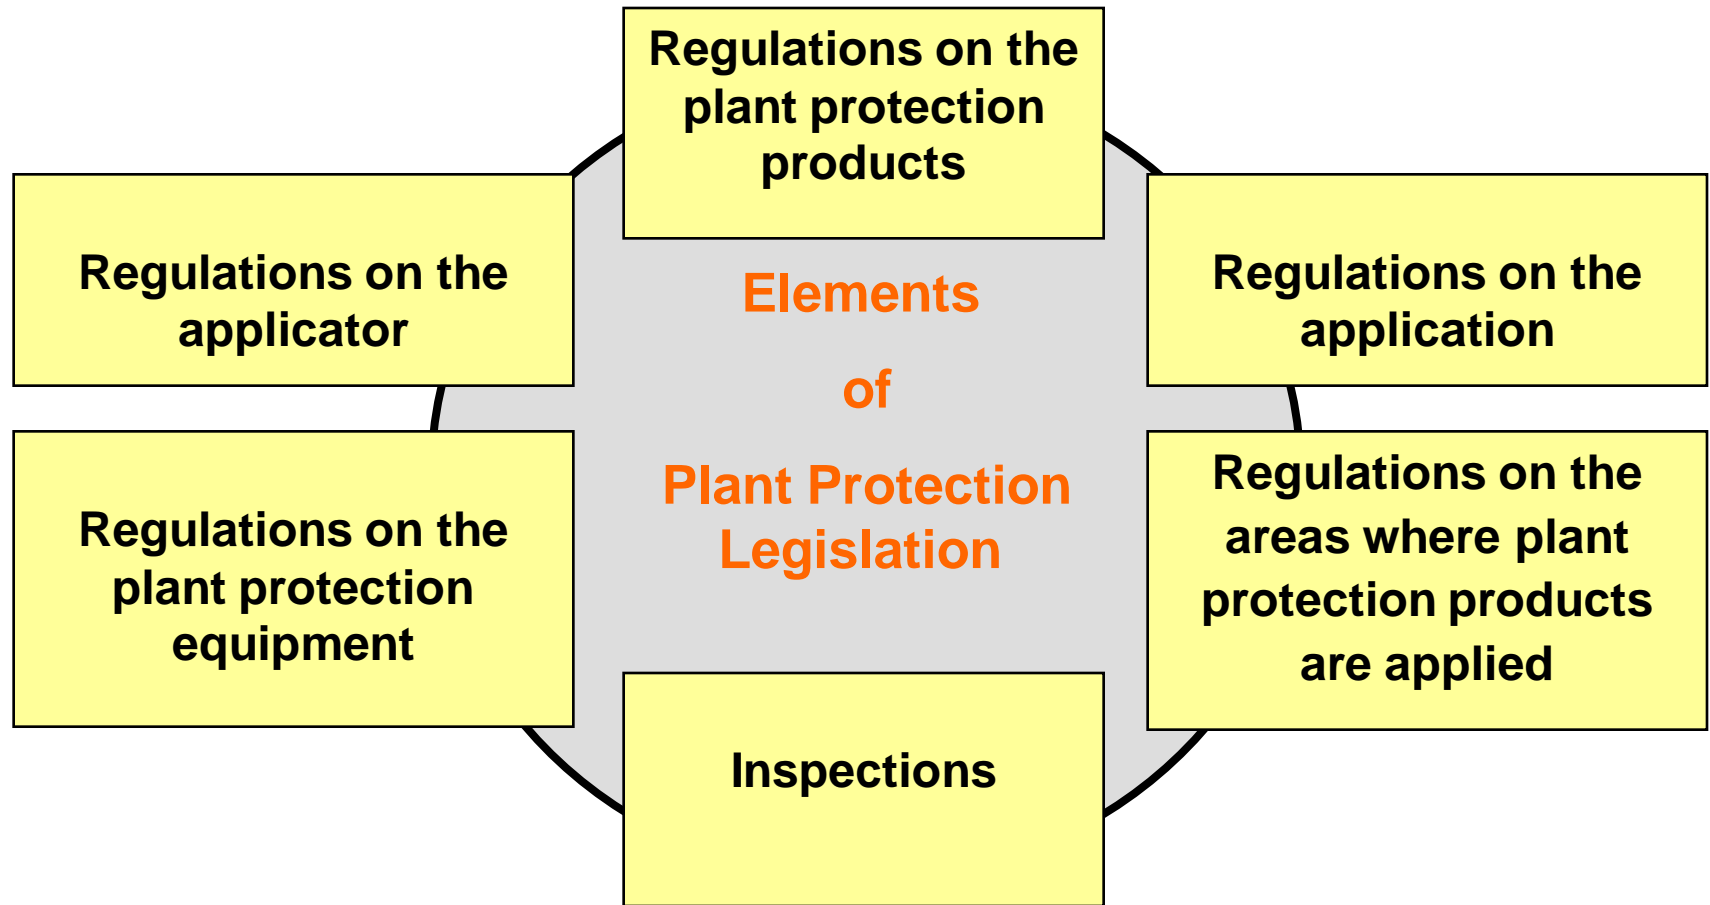 Regulations on the
plant protection
products
Regulations on the
applicator
Regulations on the
application
Elements
of
Plant Protection
Legislation
Regulations on the
plant protection
equipment
Regulations on the
areas where plant
protection products
are applied
Inspections